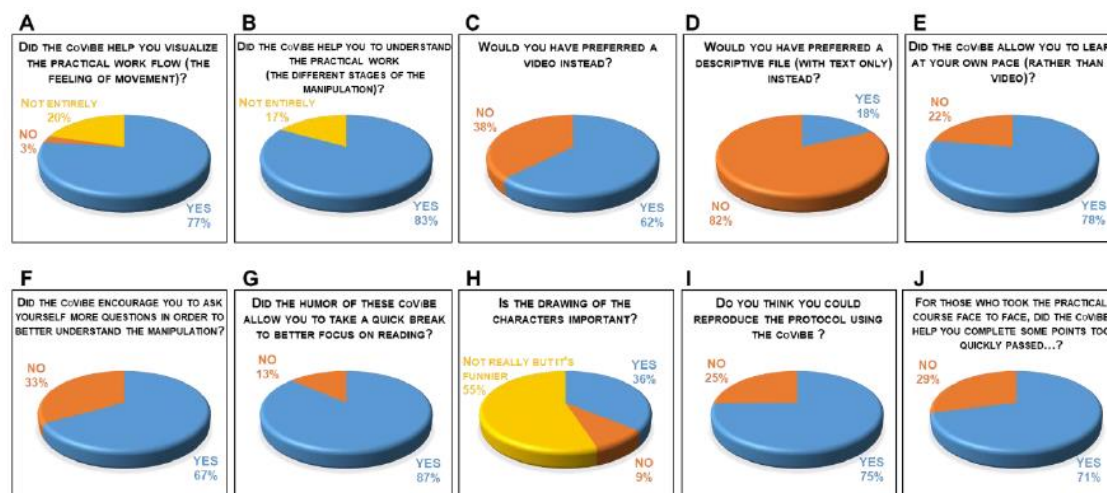 A
DID THE COVIBE HELP YOU VISUALIZE
THE PRACTICAL WORK FLOW (THE
FEELING OF MOVEMENT)?
NOT ENTIRELY
20%
NO
3%
YES
77%
B
DID THE COVIBE HELP YOU TO UNDERSTAND
THE PRACTICAL WORK
(THE DIFFERENT STAGES OF THE
MANIPULATION)?
NOT ENTIRELY
17%
YES
83%
C
WOULD YOU HAVE PREFERRED A
VIDEO INSTEAD?
NO
38%
YES
62%
D
WOULD YOU HAVE PREFERRED A
DESCRIPTIVE FILE (WITH TEXT ONLY)
INSTEAD?
YES
18%
NO
82%
E
DID THE COVIBE ALLOW YOU TO LEAR
AT YOUR OWN PACE (RATHER THAN
VIDEO)?
NO
22%
YES
78%
F
DID THE COVIBE ENCOURAGE YOU TO ASK
YOURSELF MORE QUESTIONS IN ORDER TO
BETTER UNDERSTAND THE MANIPULATION?
NO
33%
YES
67%
G
DID THE HUMOR OF THESE COVIBE
ALLOW YOU TO TAKE A QUICK BREAK
TO BETTER FOCUS ON READING?
NO
13%
YES
87%
H
IS THE DRAWING OF THE
CHARACTERS IMPORTANT?
NOT REALLY BUT IT'S
FUNNIER
55%
YES
36%
NO
9%
I
DO YOU THINK YOU COULD
REPRODUCE THE PROTOCOL USING
THE COVIBE ?
NO
25%
YES
75%
J
FOR THOSE WHO TOOK THE PRACTICAL
COURSE FACE TO FACE, DID THE COVIBE
HELP YOU COMPLETE SOME POINTS TOO
QUICKLY PASSED...?
NO
29%
YES
71%